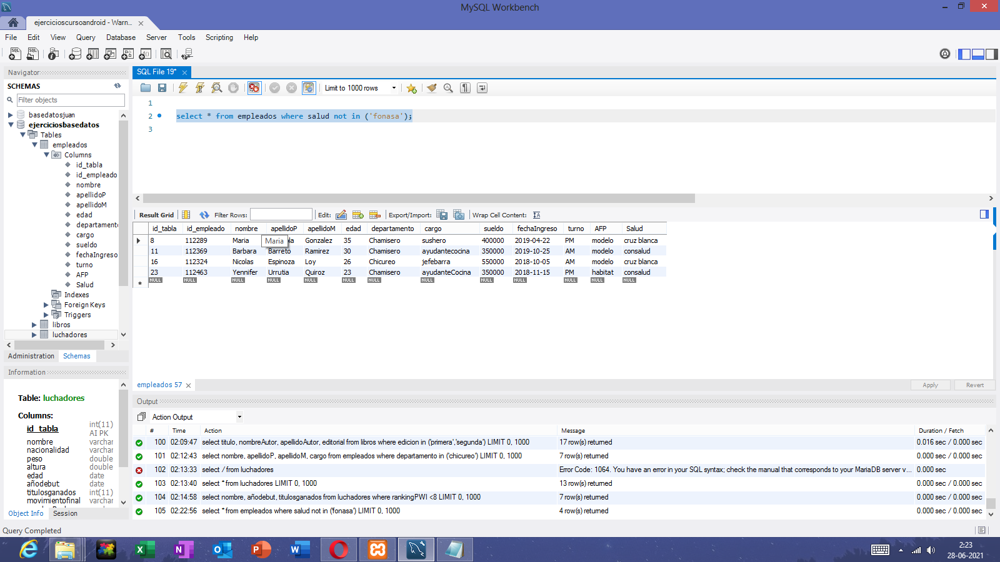 MySQL Workbench
ejercicioscursoandroid - Warn...
File Edit View Query Database Server Tools Scripting Help
Navigator
SCHEMAS
Filter objects
basedatosjuan
ejerciciosbasedatos
Tables
empleados
Columns
id_tabla
id_empleado
nombre
apellidoP
apellidoM
edad
departamento
cargo
sueldo
fechaIngreso
turno
AFP
Salud
Indexes
Foreign Keys
Triggers
libros
luchadores
Administration Schemas
Information
Table: luchadores
Columns:
id_tabla int(11) AI PK
nombre varchar
nacionalidad varchar
peso double
altura double
edad date
añodebut date
titulosganados int(11)
movimientofinal varchar
Object Info Session
SQL File 19*
Limit to 1000 rows
1
2 select * from empleados where salud not in ('fonasa');
3
Result Grid Filter Rows: Edit: Export/Import: Wrap Cell Content:
id_tabla id_empleado nombre apellidoP apellidoM edad departamento cargo sueldo fechaIngreso turno AFP Salud
8 112289 Maria la Gonzalez 35 Chamisero sushero 400000 2019-04-22 PM modelo cruz blanca
Maria
11 112369 Barbara Barreto Ramirez 30 Chamisero ayudantecocina 350000 2019-10-25 AM modelo consalud
16 112324 Nicolas Espinoza Loy 26 Chicureo jefebarra 550000 2018-10-05 AM modelo cruz blanca
23 112463 Yennifer Urrutia Quiroz 23 Chamisero ayudanteCocina 350000 2018-11-15 PM habitat consalud
NULL NULL NULL NULL NULL NULL NULL NULL NULL NULL NULL NULL NULL
empleados 57
Apply Revert
Output
Action Output
# Time Action Message Duration / Fetch
100 02:09:47 select titulo, nombreAutor, apellidoAutor, editorial from libros where edicion in ('primera','segunda') LIMIT 0, 1000 17 row(s) returned 0.016 sec / 0.000 sec
101 02:12:43 select nombre, apellidoP, apellidoM, cargo from empleados where departamento in ('chicureo') LIMIT 0, 1000 7 row(s) returned 0.000 sec / 0.000 sec
102 02:13:33 select / from luchadores Error Code: 1064. You have an error in your SQL syntax; check the manual that corresponds to your MariaDB server v... 0.000 sec
103 02:13:40 select * from luchadores LIMIT 0, 1000 13 row(s) returned 0.000 sec / 0.000 sec
104 02:14:58 select nombre, añodebut, titulosganados from luchadores where rankingPWI <8 LIMIT 0, 1000 7 row(s) returned 0.000 sec / 0.000 sec
105 02:22:56 select * from empleados where salud not in ('fonasa') LIMIT 0, 1000 4 row(s) returned 0.000 sec / 0.000 sec
Query Completed
2:23
28-06-2021